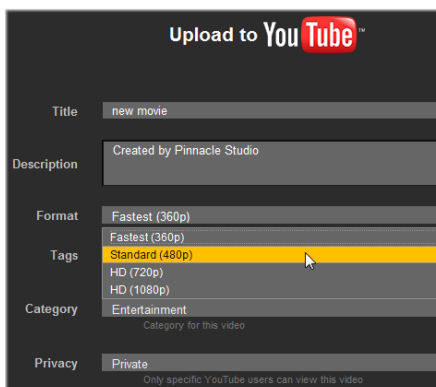 Upload to YouTube™
Title
new movie
Description
Created by Pinnacle Studio
Format
Fastest (360p)
Fastest (360p)
Tags
Standard (480p)
HD (720p)
HD (1080p)
Category
Entertainment
Category for this video
Privacy
Private
Only specific YouTube users can view this video